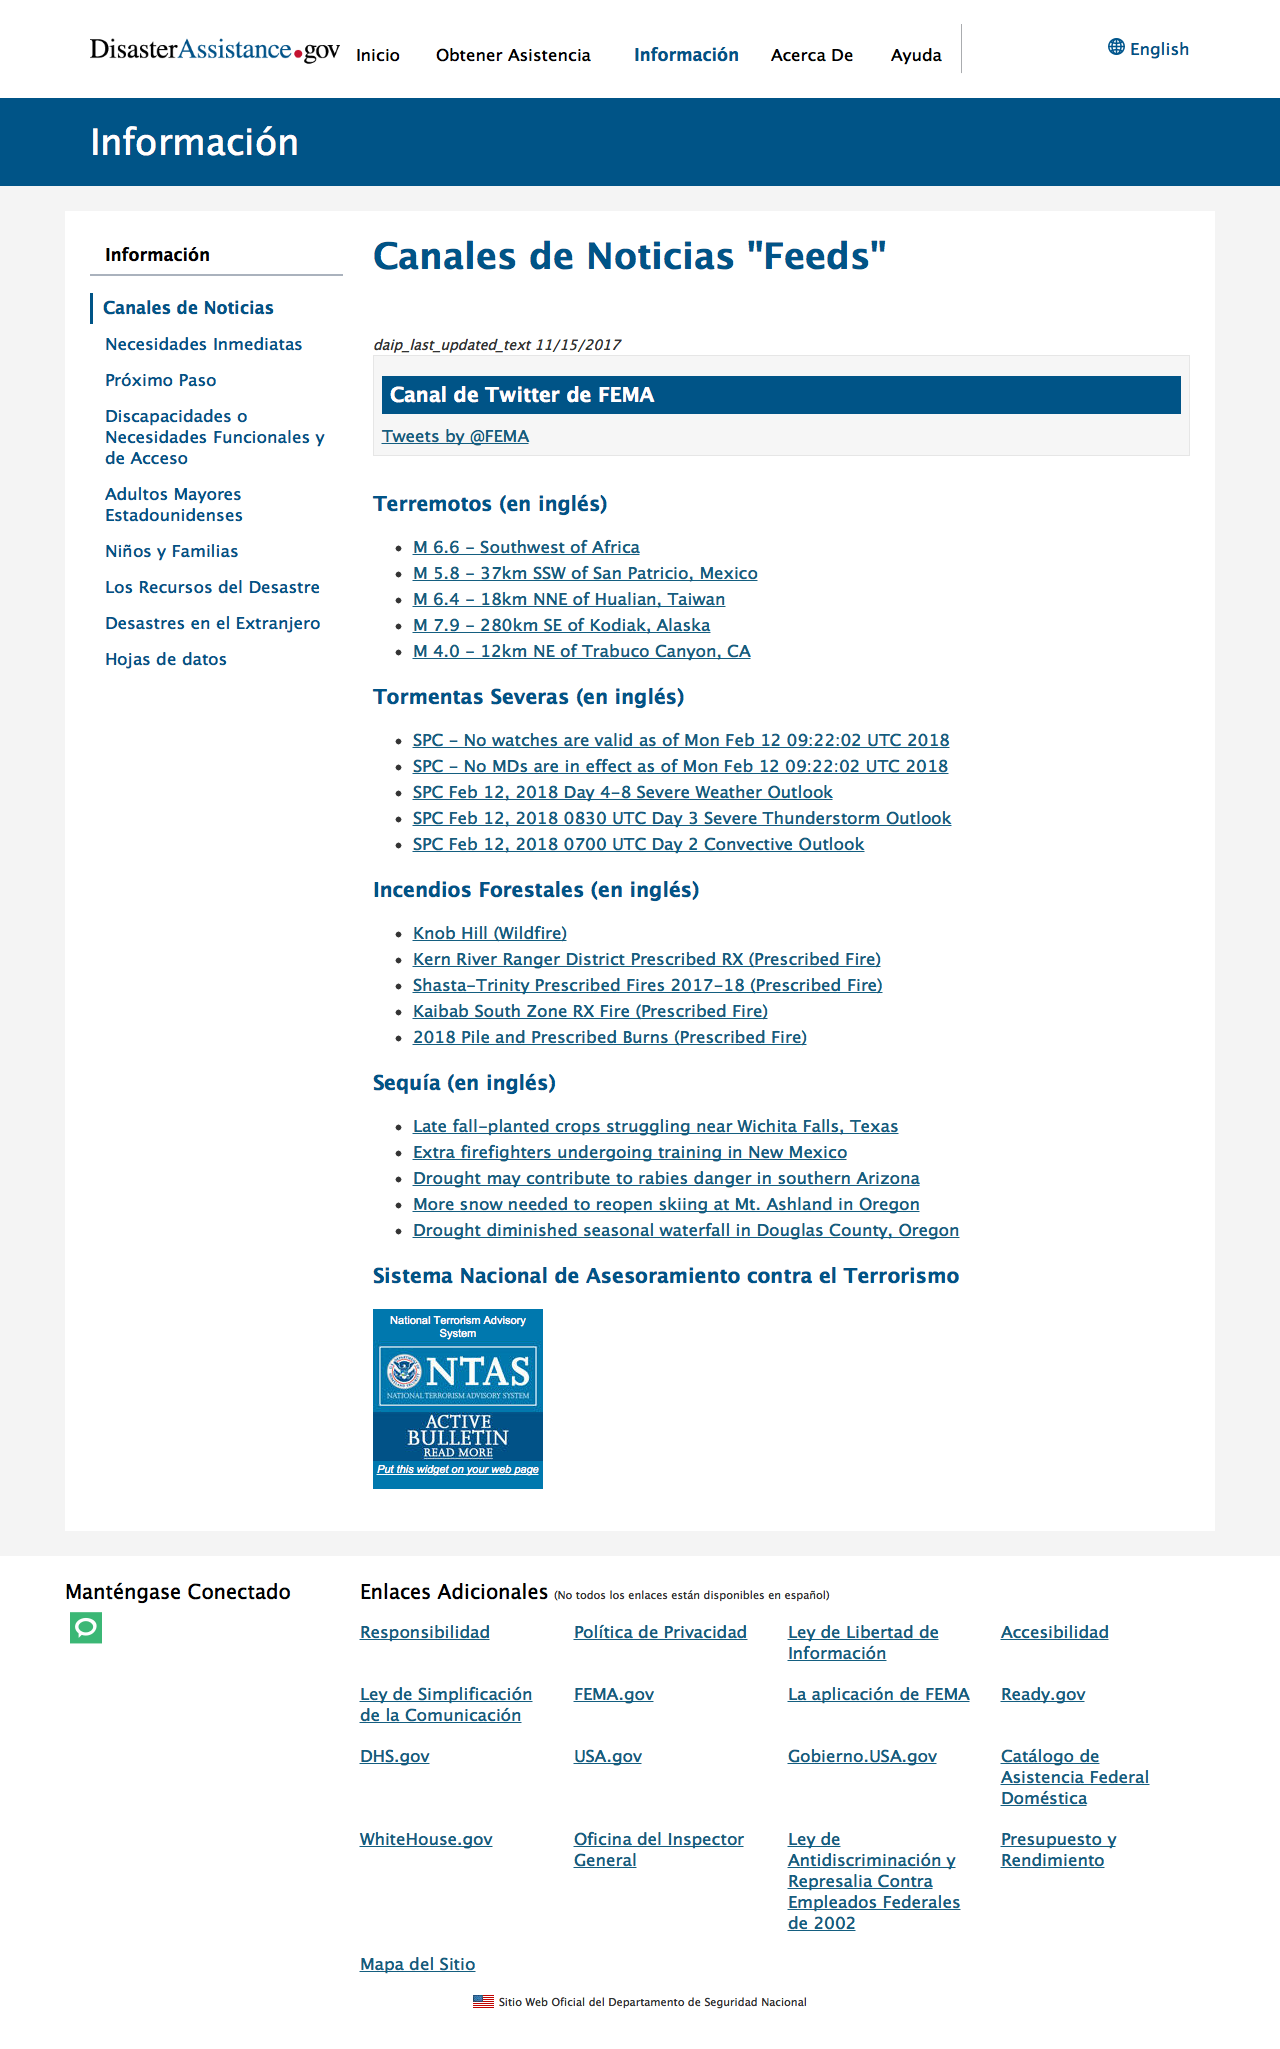 DisasterAssistance.gov
Inicio
Obtener Asistencia
Información
Acerca De
Ayuda
English
Información
Información
Canales de Noticias
Necesidades Inmediatas
Próximo Paso
Discapacidades o
Necesidades Funcionales y
de Acceso
Adultos Mayores
Estadounidenses
Niños y Familias
Los Recursos del Desastre
Desastres en el Extranjero
Hojas de datos
Canales de Noticias "Feeds"
daip_last_updated_text 11/15/2017
Canal de Twitter de FEMA
Tweets by @FEMA
Terremotos (en inglés)
M 6.6 - Southwest of Africa
M 5.8 - 37km SSW of San Patricio, Mexico
M 6.4 - 18km NNE of Hualian, Taiwan
M 7.9 - 280km SE of Kodiak, Alaska
M 4.0 - 12km NE of Trabuco Canyon, CA
Tormentas Severas (en inglés)
SPC - No watches are valid as of Mon Feb 12 09:22:02 UTC 2018
SPC - No MDs are in effect as of Mon Feb 12 09:22:02 UTC 2018
SPC Feb 12, 2018 Day 4-8 Severe Weather Outlook
SPC Feb 12, 2018 0830 UTC Day 3 Severe Thunderstorm Outlook
SPC Feb 12, 2018 0700 UTC Day 2 Convective Outlook
Incendios Forestales (en inglés)
Knob Hill (Wildfire)
Kern River Ranger District Prescribed RX (Prescribed Fire)
Shasta-Trinity Prescribed Fires 2017-18 (Prescribed Fire)
Kaibab South Zone RX Fire (Prescribed Fire)
2018 Pile and Prescribed Burns (Prescribed Fire)
Sequía (en inglés)
Late fall-planted crops struggling near Wichita Falls, Texas
Extra firefighters undergoing training in New Mexico
Drought may contribute to rabies danger in southern Arizona
More snow needed to reopen skiing at Mt. Ashland in Oregon
Drought diminished seasonal waterfall in Douglas County, Oregon
Sistema Nacional de Asesoramiento contra el Terrorismo
National Terrorism Advisory
System
NTAS
NATIONAL TERRORISM ADVISORY SYSTEM
ACTIVE
BULLETIN
READ MORE
Put this widget on your web page
Manténgase Conectado
Enlaces Adicionales (No todos los enlaces están disponibles en español)
Responsibilidad
Política de Privacidad
Ley de Libertad de
Información
Accesibilidad
Ley de Simplificación
de la Comunicación
FEMA.gov
La aplicación de FEMA
Ready.gov
DHS.gov
USA.gov
Gobierno.USA.gov
Catálogo de
Asistencia Federal
Doméstica
WhiteHouse.gov
Oficina del Inspector
General
Ley de
Antidiscriminación y
Represalia Contra
Empleados Federales
de 2002
Presupuesto y
Rendimiento
Mapa del Sitio
Sitio Web Oficial del Departamento de Seguridad Nacional